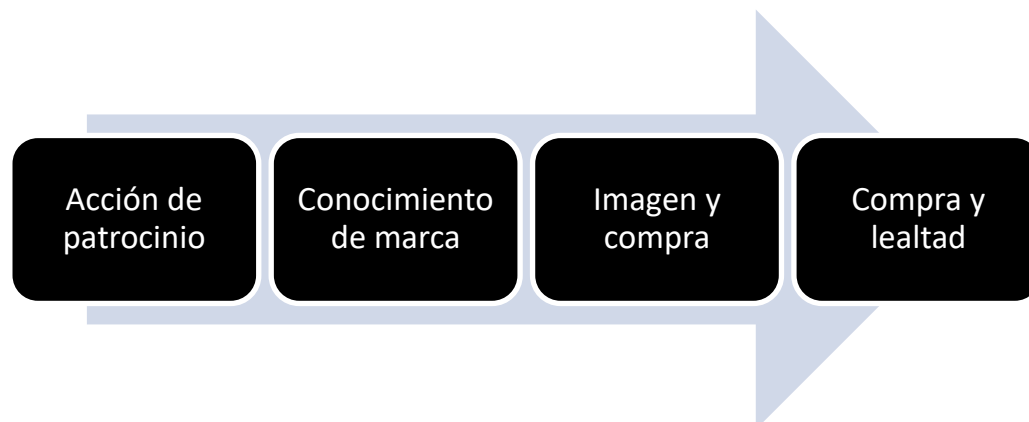 Acción de
patrocinio
Conocimiento
de marca
Imagen y
compra
Compra y
lealtad